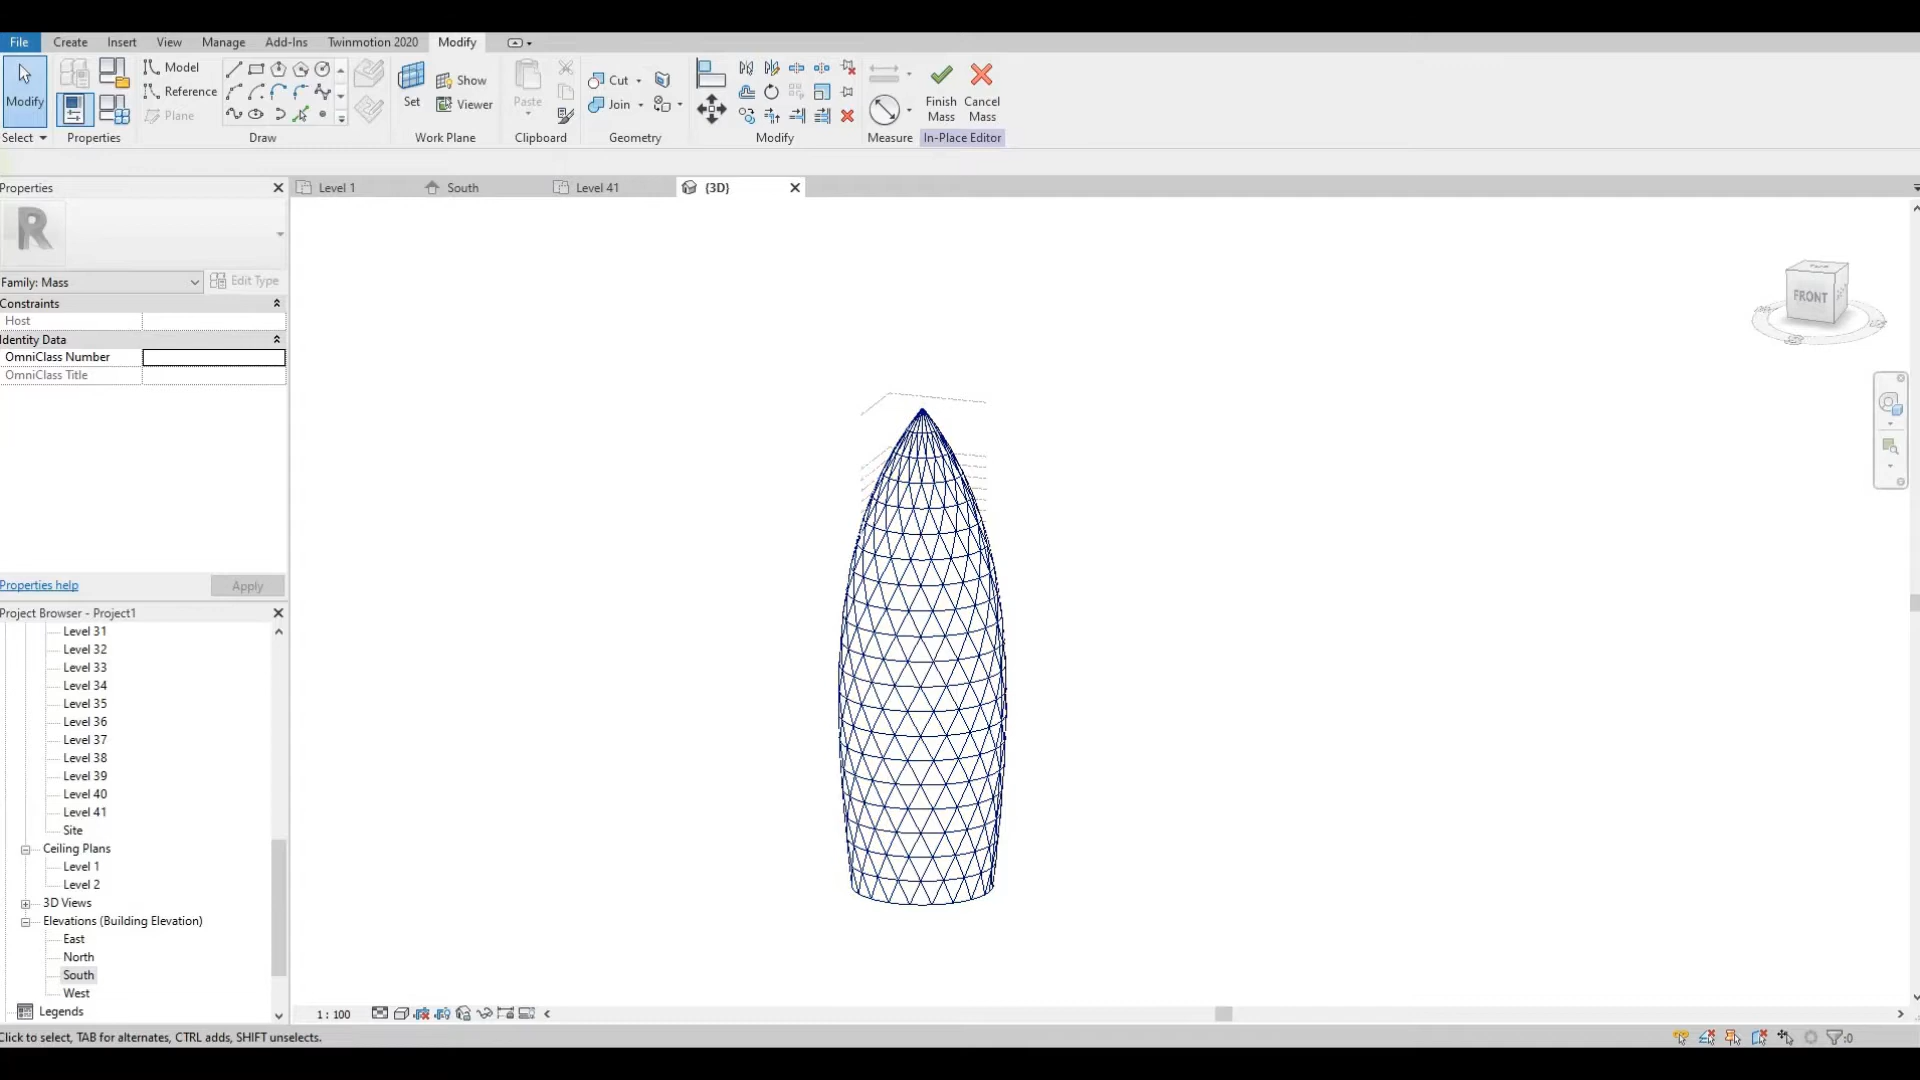 File Create Insert View Manage Add-Ins Twinmotion 2020 Modify
Modify
Select
Properties
Model
Reference
Plane
Draw
Set
Show
Viewer
Work Plane
Paste
Clipboard
Cut
Join
Geometry
Modify
Measure
Finish Mass
Cancel Mass
In-Place Editor
Properties
Level 1
South
Level 41
{3D}
R
Family: Mass
Edit Type
Constraints
Host
Identity Data
OmniClass Number
OmniClass Title
Properties help
Apply
FRONT
Project Browser - Project1
Level 31
Level 32
Level 33
Level 34
Level 35
Level 36
Level 37
Level 38
Level 39
Level 40
Level 41
Site
Ceiling Plans
Level 1
Level 2
3D Views
Elevations (Building Elevation)
East
North
South
West
Legends
1 : 100
Click to select, TAB for alternates, CTRL adds, SHIFT unselects.
:0